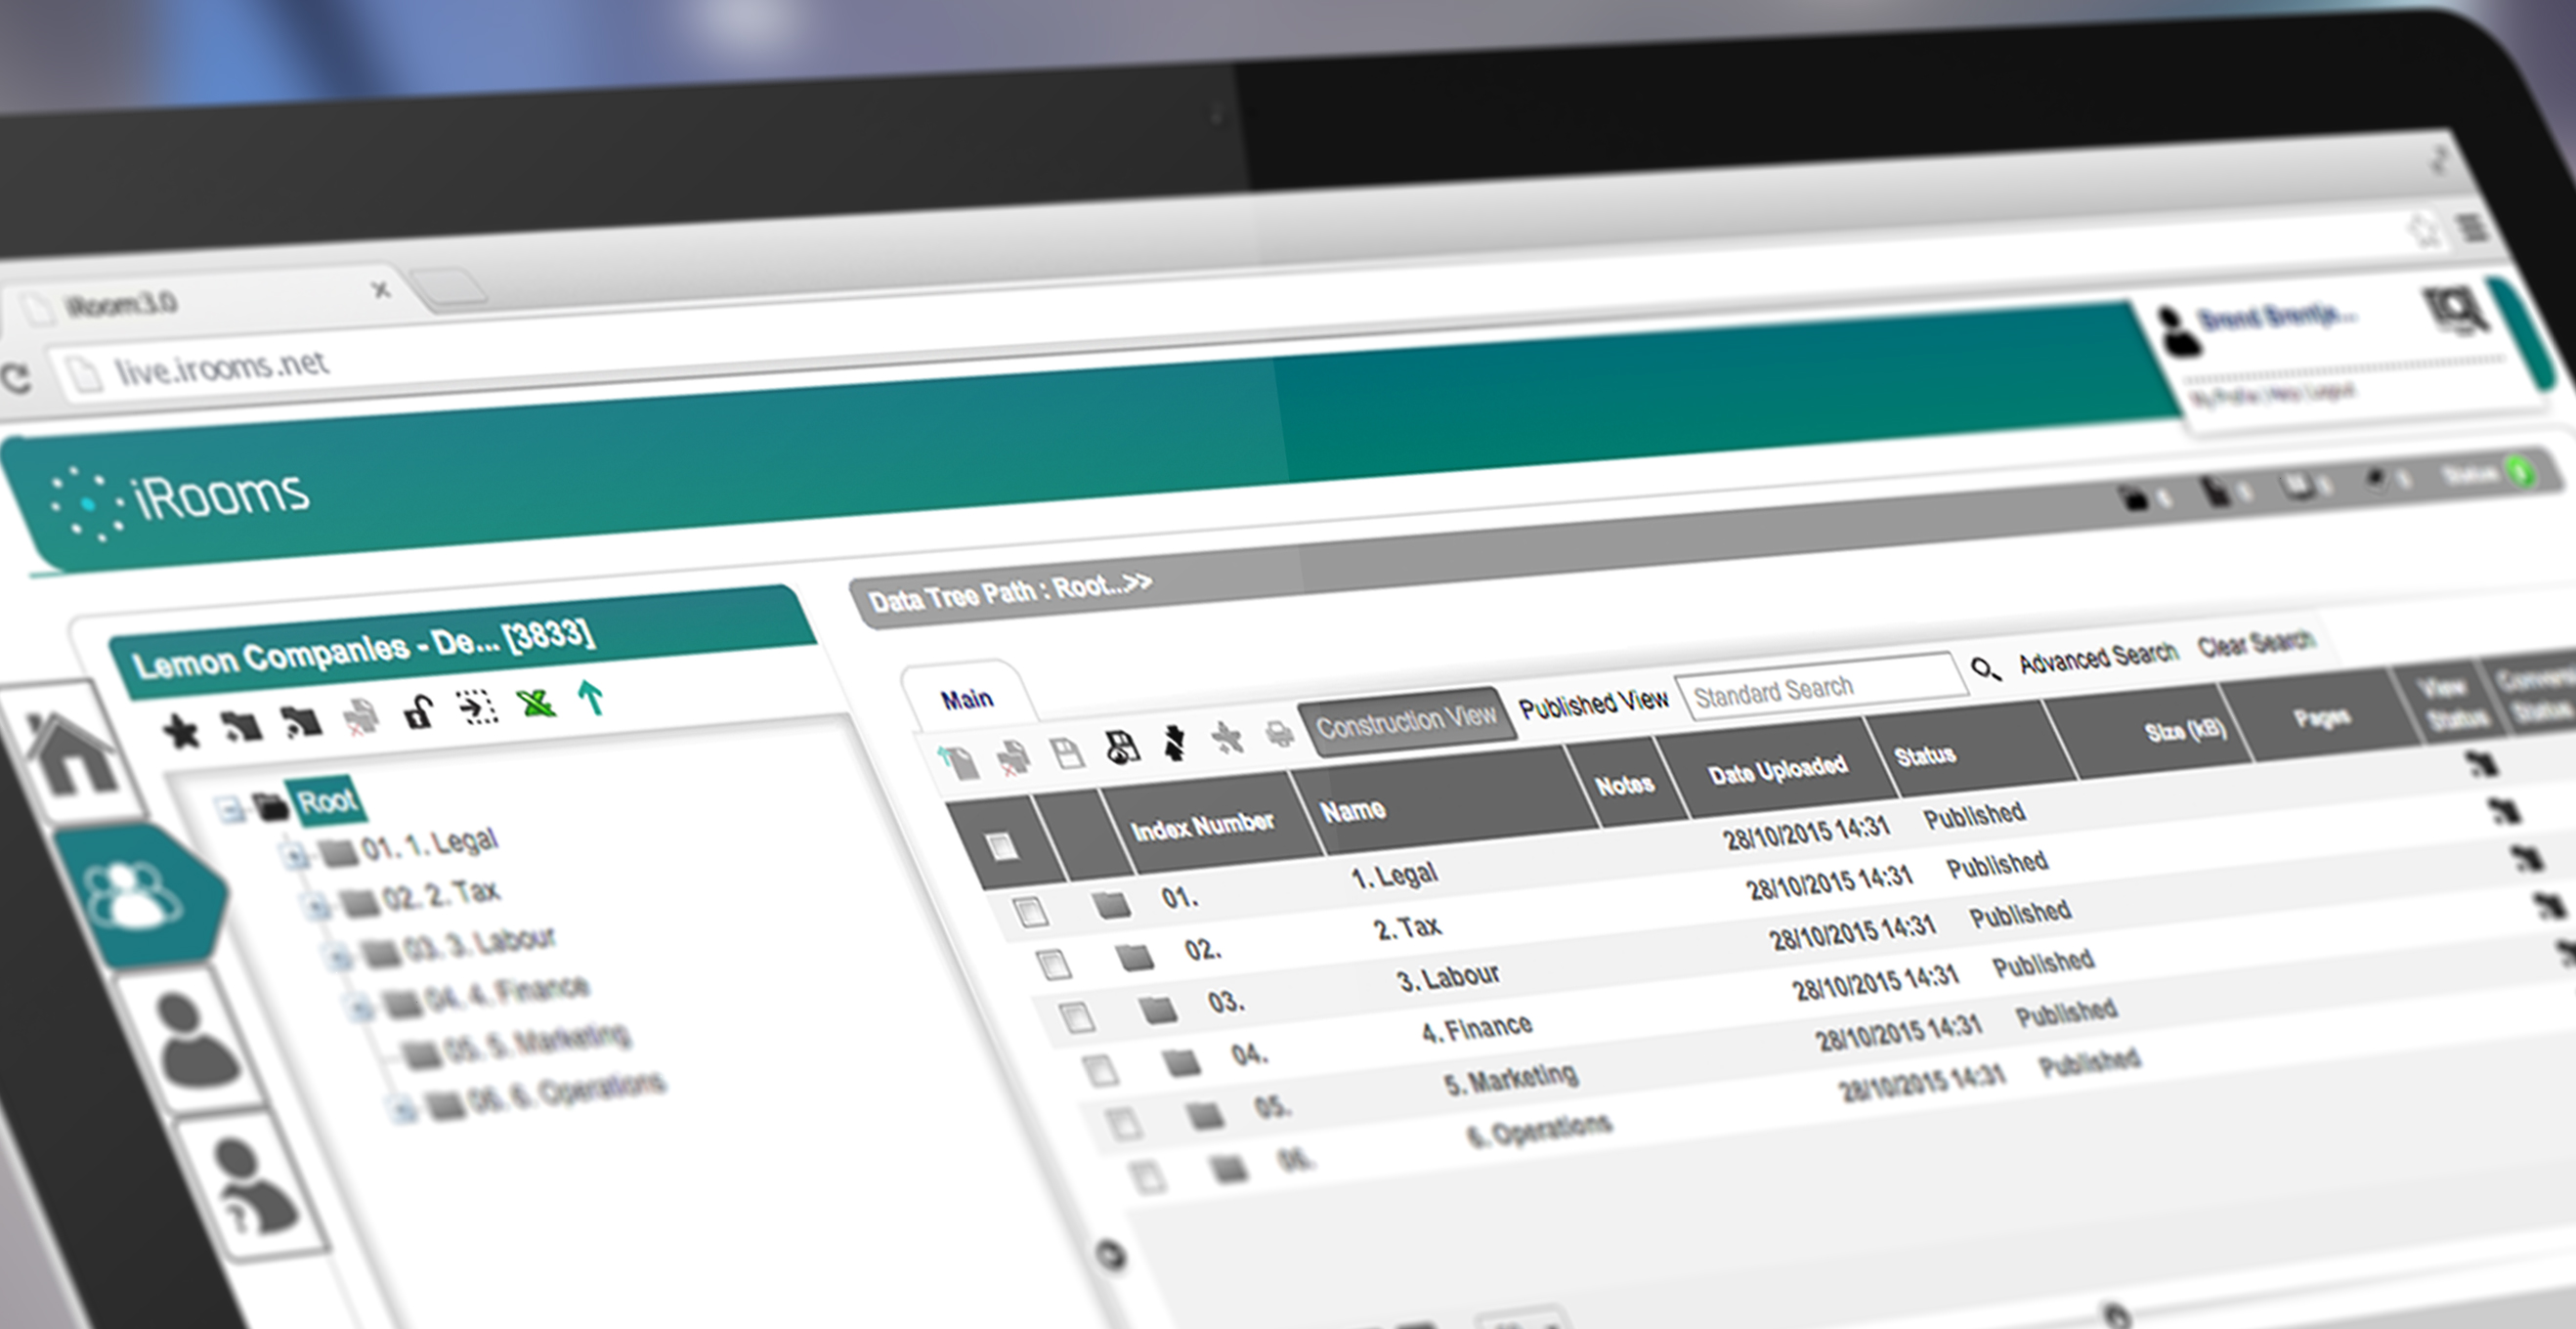 iRoom3.0
live.irooms.net
iRooms
My Profile | Help | Logout
Data Tree Path : Root...>>
Status
Lemon Companies - De... [3833]
Main
Construction View
Published View
Standard Search
Advanced Search
Clear Search
Index Number
Name
Notes
Date Uploaded
Status
Size (kB)
Pages
View Status
Root
01. 1. Legal
02. 2. Tax
03. 3. Labour
04. 4. Finance
05. 5. Marketing
06. 6. Operations
01. 1. Legal 28/10/2015 14:31 Published
02. 2. Tax 28/10/2015 14:31 Published
03. 3. Labour 28/10/2015 14:31 Published
04. 4. Finance 28/10/2015 14:31 Published
05. 5. Marketing 28/10/2015 14:31 Published
06. 6. Operations 28/10/2015 14:31 Published